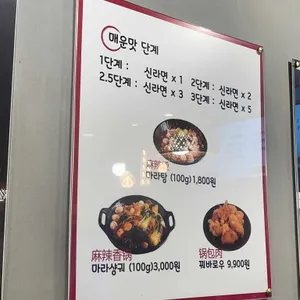 매운맛 단계
1단계 : 신라면 x 1 2단계 : 신라면 x 2
2.5단계 : 신라면 x 3 3단계 : 신라면 x 5
마라탕 (100g)1,800원
麻辣香锅
마라샹궈 (100g)3,000원
锅包肉
꿔바로우 9,900원